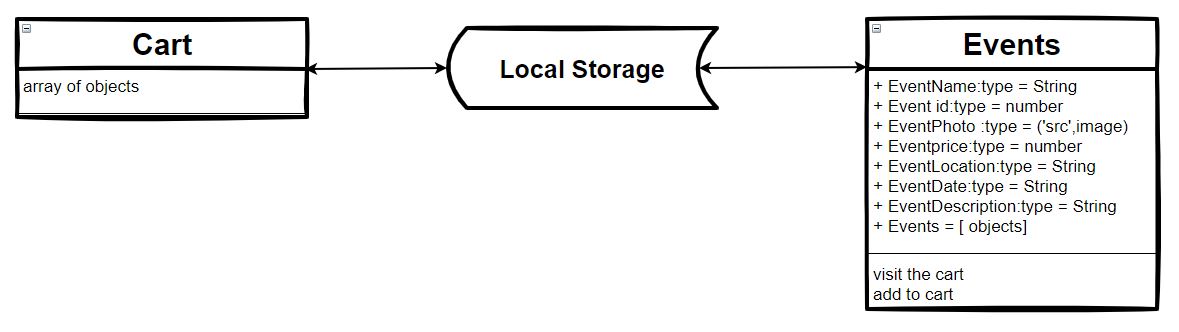 Cart
array of objects
Local Storage
Events
+ EventName:type = String
+ Event id:type = number
+ EventPhoto :type = ('src',image)
+ Eventprice:type = number
+ EventLocation:type = String
+ EventDate:type = String
+ EventDescription:type = String
+ Events = [ objects]
visit the cart
add to cart